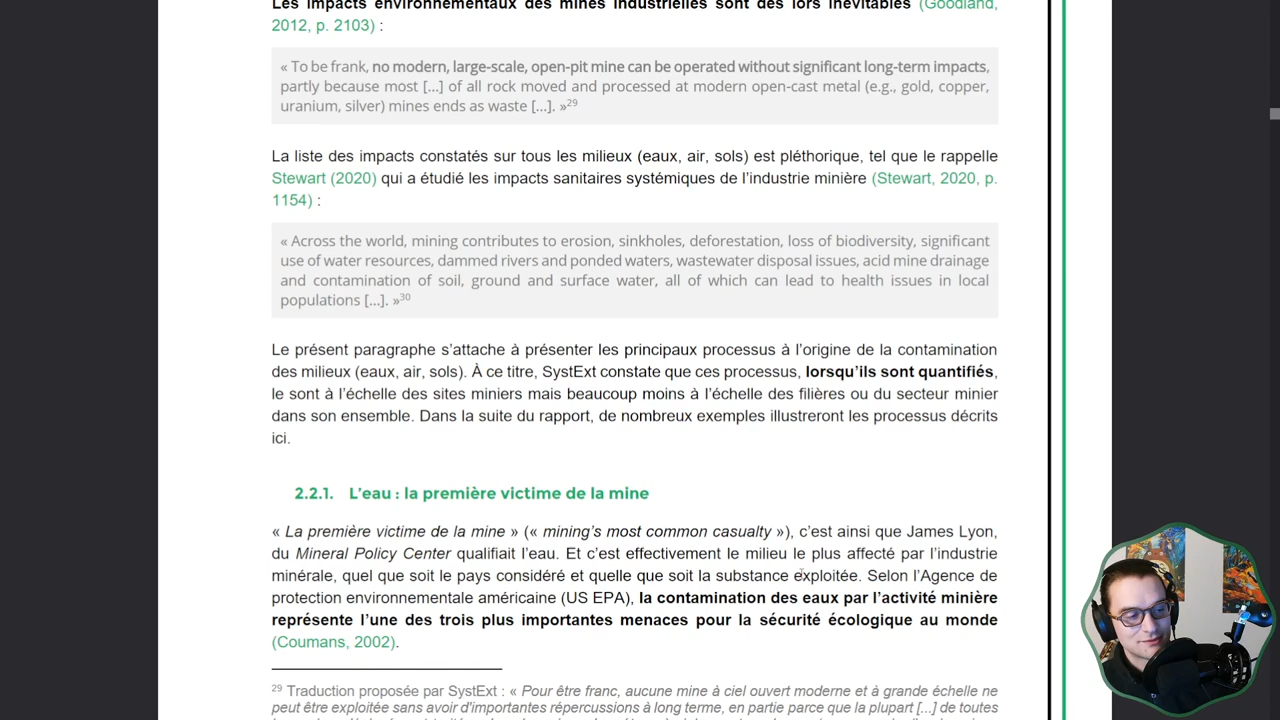 Les impacts environnementaux des mines industrielles sont dès lors inévitables (Goodland,
2012, p. 2103) :
« To be frank, no modern, large-scale, open-pit mine can be operated without significant long-term impacts,
partly because most [...] of all rock moved and processed at modern open-cast metal (e.g., gold, copper,
uranium, silver) mines ends as waste [...]. »29
La liste des impacts constatés sur tous les milieux (eaux, air, sols) est pléthorique, tel que le rappelle
Stewart (2020) qui a étudié les impacts sanitaires systémiques de l’industrie minière (Stewart, 2020, p.
1154) :
« Across the world, mining contributes to erosion, sinkholes, deforestation, loss of biodiversity, significant
use of water resources, dammed rivers and ponded waters, wastewater disposal issues, acid mine drainage
and contamination of soil, ground and surface water, all of which can lead to health issues in local
populations [...]. »30
Le présent paragraphe s’attache à présenter les principaux processus à l’origine de la contamination
des milieux (eaux, air, sols). À ce titre, SystExt constate que ces processus, lorsqu’ils sont quantifiés,
le sont à l’échelle des sites miniers mais beaucoup moins à l’échelle des filières ou du secteur minier
dans son ensemble. Dans la suite du rapport, de nombreux exemples illustreront les processus décrits
ici.
2.2.1. L’eau : la première victime de la mine
« La première victime de la mine » (« mining’s most common casualty »), c’est ainsi que James Lyon,
du Mineral Policy Center qualifiait l’eau. Et c’est effectivement le milieu le plus affecté par l’industrie
minérale, quel que soit le pays considéré et quelle que soit la substance exploitée. Selon l’Agence de
protection environnementale américaine (US EPA), la contamination des eaux par l’activité minière
représente l’une des trois plus importantes menaces pour la sécurité écologique au monde
(Coumans, 2002).
29 Traduction proposée par SystExt : « Pour être franc, aucune mine à ciel ouvert moderne et à grande échelle ne
peut être exploitée sans avoir d'importantes répercussions à long terme, en partie parce que la plupart [...] de toutes